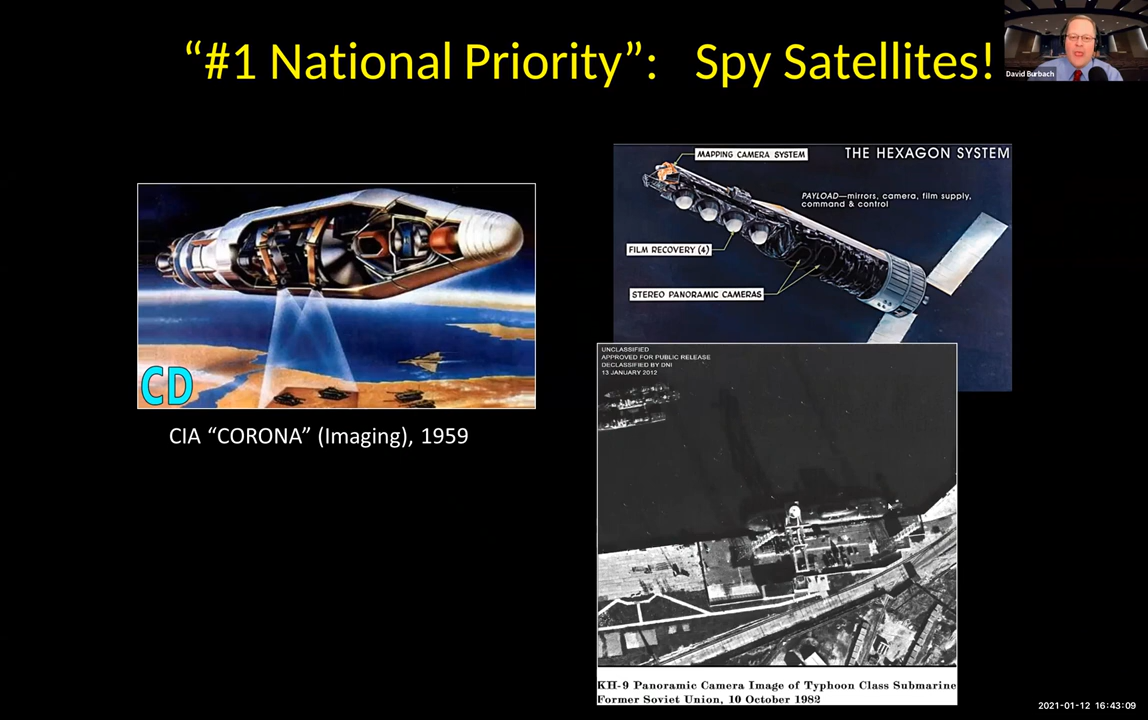 “#1 National Priority”: Spy Satellites!
David Burbach
MAPPING CAMERA SYSTEM
THE HEXAGON SYSTEM
PAYLOAD—mirrors, camera, film supply,
command & control
FILM RECOVERY (4)
STEREO PANORAMIC CAMERAS
CD
CIA “CORONA” (Imaging), 1959
UNCLASSIFIED
APPROVED FOR PUBLIC RELEASE
DECLASSIFIED BY DNI
13 JANUARY 2012
KH-9 Panoramic Camera Image of Typhoon Class Submarine
Former Soviet Union, 10 October 1982
2021-01-12 16:43:09